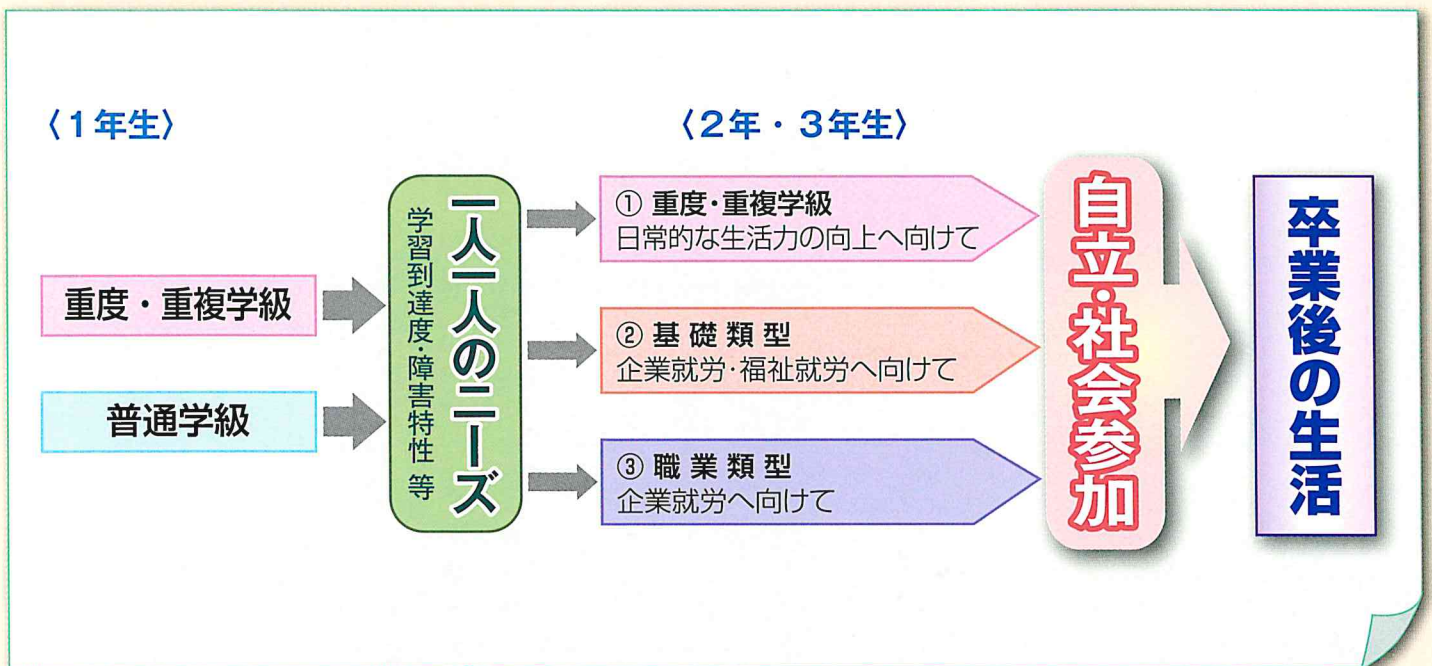 〈1年生〉
〈2年・3年生〉
重度・重複学級
普通学級
一人一人のニーズ
学習到達度・障害特性 等
① 重度・重複学級
日常的な生活力の向上へ向けて
② 基礎類型
企業就労・福祉就労へ向けて
③ 職業類型
企業就労へ向けて
自立・社会参加
卒業後の生活